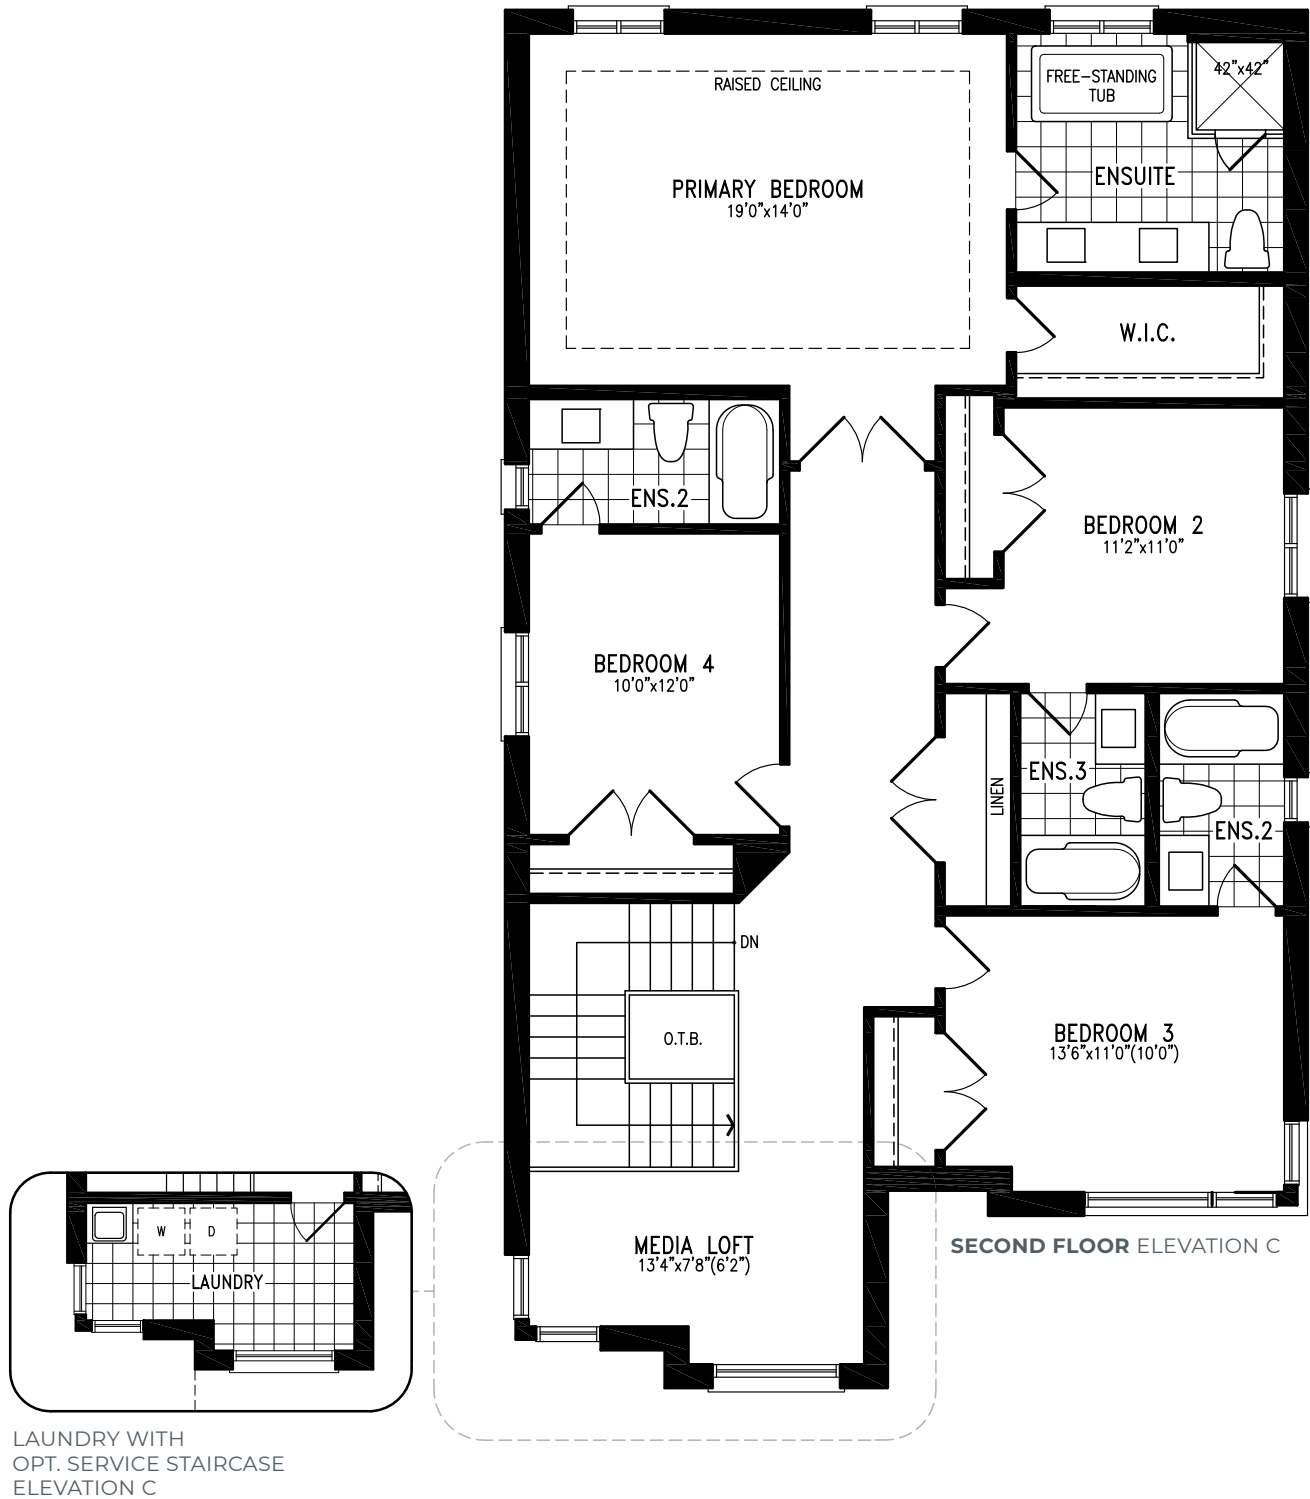 RAISED CEILING
PRIMARY BEDROOM
19'0"x14'0"
FREE-STANDING
TUB
42"x42"
ENSUITE
W.I.C.
ENS.2
BEDROOM 2
11'2"x11'0"
BEDROOM 4
10'0"x12'0"
LINEN
ENS.3
ENS.2
DN
O.T.B.
BEDROOM 3
13'6"x11'0"(10'0")
MEDIA LOFT
13'4"x7'8"(6'2")
SECOND FLOOR ELEVATION C
W
D
LAUNDRY
LAUNDRY WITH
OPT. SERVICE STAIRCASE
ELEVATION C